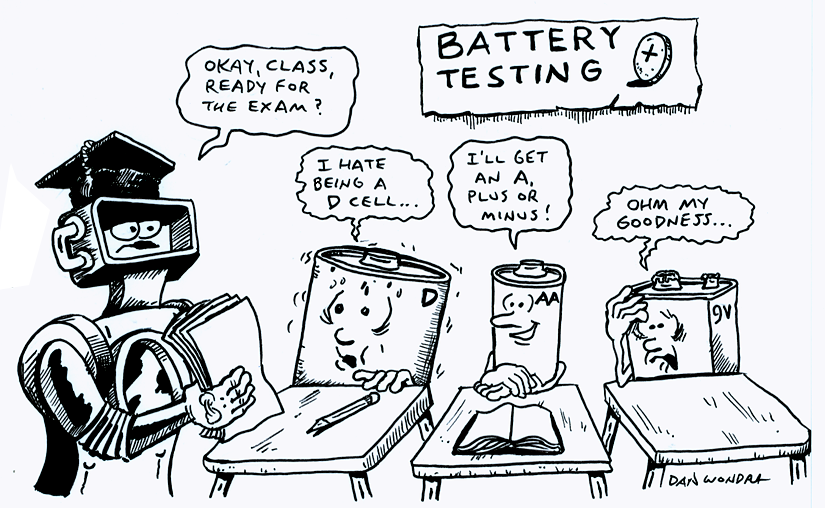 BATTERY
TESTING
+
OKAY, CLASS,
READY FOR
THE EXAM?
I HATE
BEING A
D CELL...
I'LL GET
AN A,
PLUS OR
MINUS!
OHM MY
GOODNESS...
D
AA
9V
DAN WONDRA